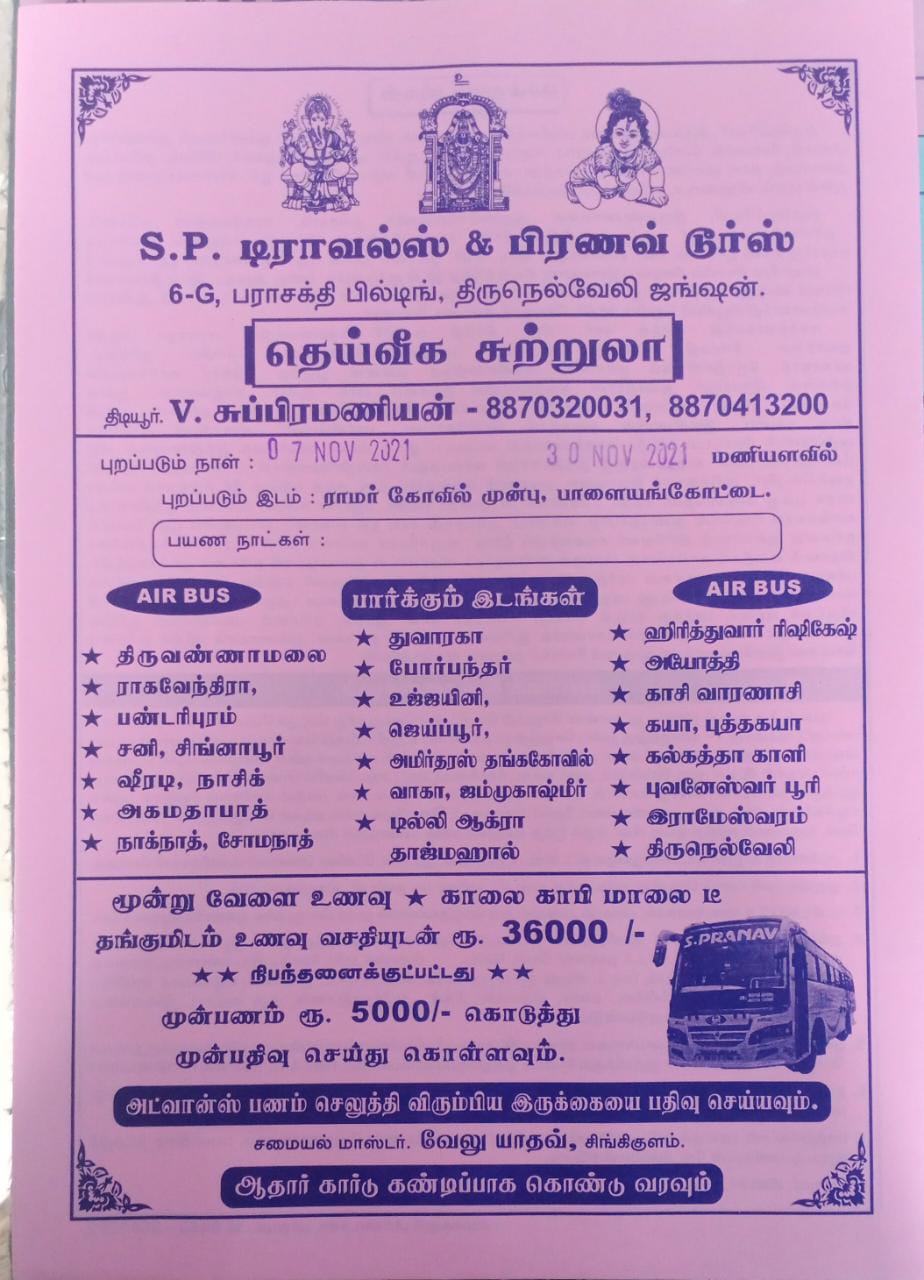 உ
S.P. டிராவல்ஸ் & பிரணவ் டூர்ஸ்
6-G, பராசக்தி பில்டிங், திருநெல்வேலி ஜங்ஷன்.
தெய்வீக சுற்றுலா
திடியூர். V. சுப்பிரமணியன் - 8870320031, 8870413200
புறப்படும் நாள் : 07 NOV 2021 30 NOV 2021 மணியளவில்
புறப்படும் இடம் : ராமர் கோவில் முன்பு, பாளையங்கோட்டை.
பயண நாட்கள் :
AIR BUS
★ திருவண்ணாமலை
★ ராகவேந்திரா,
★ பண்டரிபுரம்
★ சனி, சிங்னாபூர்
★ ஷீரடி, நாசிக்
★ அகமதாபாத்
★ நாக்நாத், சோமநாத்
பார்க்கும் இடங்கள்
★ துவாரகா
★ போர்பந்தர்
★ உஜ்ஜயினி,
★ ஜெய்ப்பூர்,
★ அமிர்தரஸ் தங்ககோவில்
★ வாகா, ஜம்முகாஷ்மீர்
★ டில்லி ஆக்ரா
தாஜ்மஹால்
AIR BUS
★ ஹிரித்துவார் ரிஷிகேஷ்
★ அயோத்தி
★ காசி வாரணாசி
★ கயா, புத்தகயா
★ கல்கத்தா காளி
★ புவனேஸ்வர் பூரி
★ இராமேஸ்வரம்
★ திருநெல்வேலி
மூன்று வேளை உணவு ★ காலை காபி மாலை டீ
தங்குமிடம் உணவு வசதியுடன் ரூ. 36000 /-
★★ நிபந்தனைக்குட்பட்டது ★★
முன்பணம் ரூ. 5000/- கொடுத்து
முன்பதிவு செய்து கொள்ளவும்.
S.PRANAV
அட்வான்ஸ் பணம் செலுத்தி விரும்பிய இருக்கையை பதிவு செய்யவும்.
சமையல் மாஸ்டர். வேலு யாதவ், சிங்கிகுளம்.
ஆதார் கார்டு கண்டிப்பாக கொண்டு வரவும்